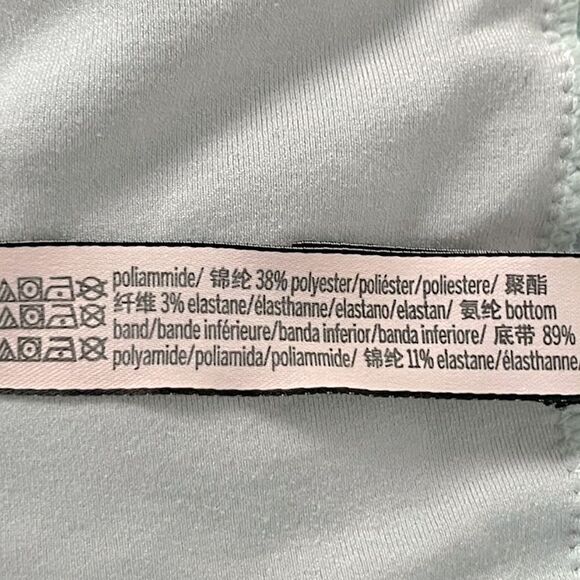 poliammide/ 锦纶 38% polyester/poliéster/poliestere/ 聚酯
纤维 3% elastane/élasthanne/elastano/elastan/ 氨纶 bottom
band/bande inférieure/banda inferior/banda inferiore/ 底带 89%
polyamide/poliamida/poliammide/ 锦纶 11% elastane/élasthanne/